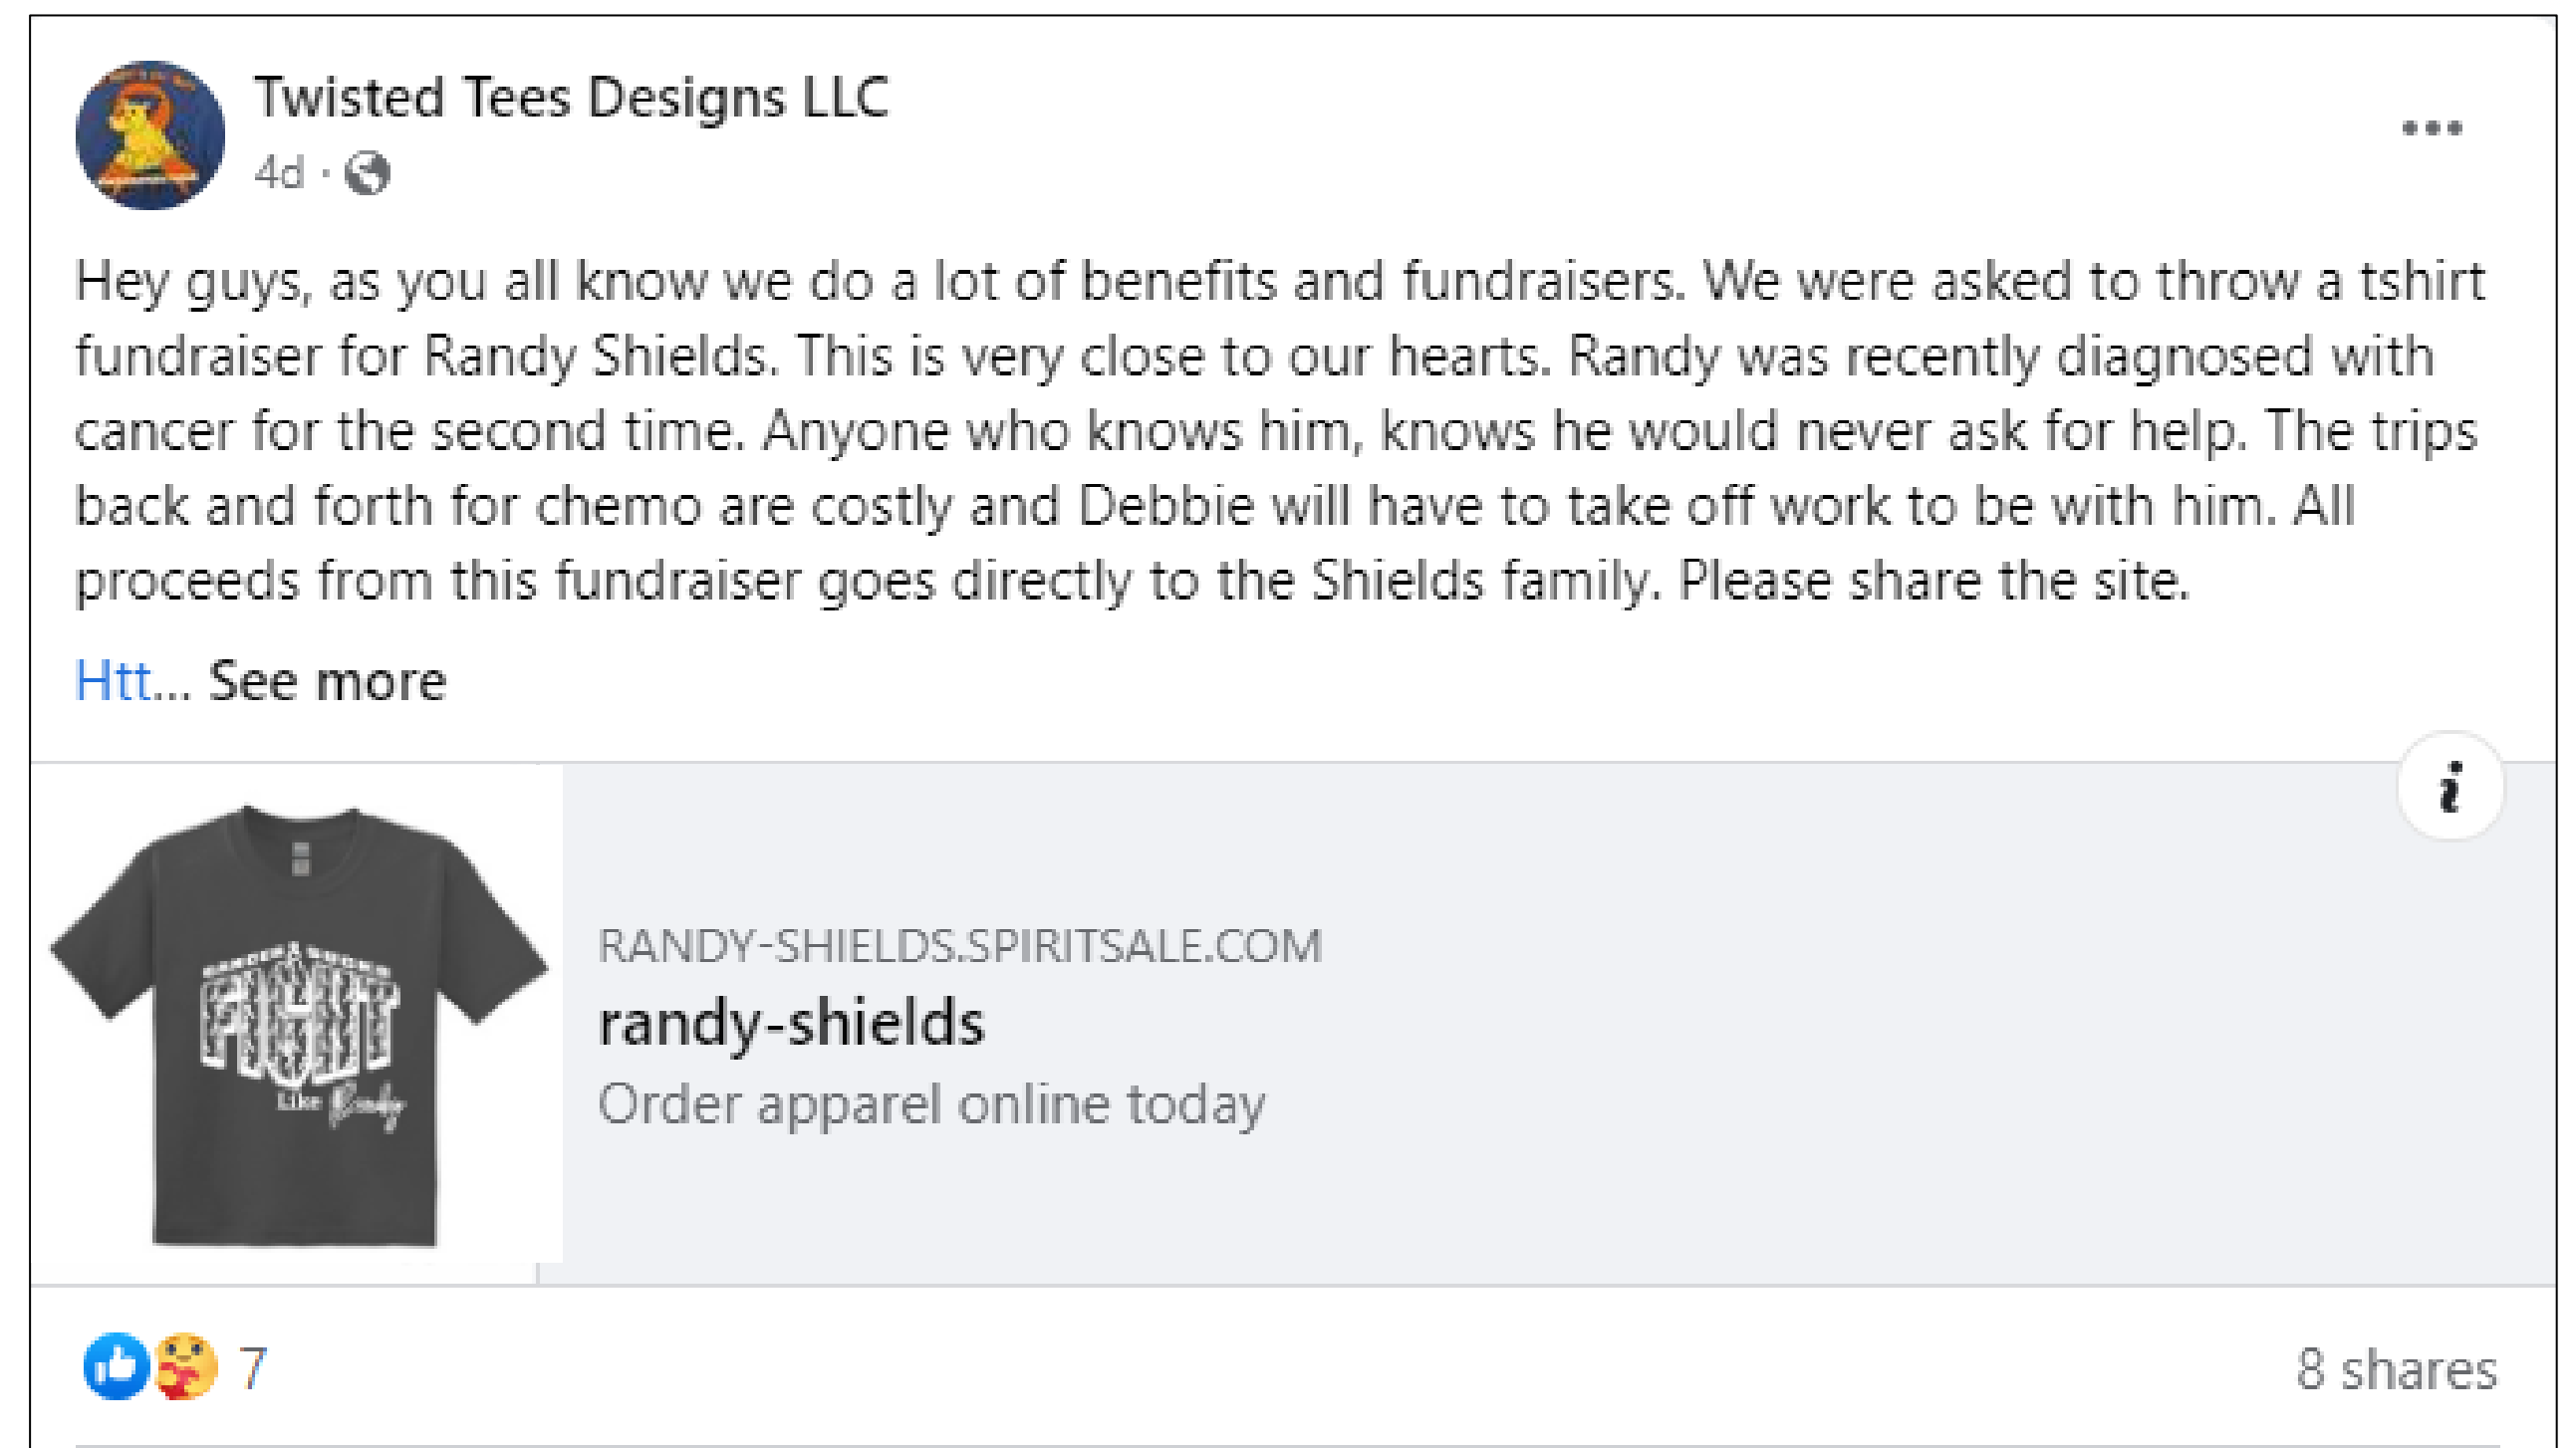 Twisted Tees Designs LLC
4d ·
Hey guys, as you all know we do a lot of benefits and fundraisers. We were asked to throw a tshirt
fundraiser for Randy Shields. This is very close to our hearts. Randy was recently diagnosed with
cancer for the second time. Anyone who knows him, knows he would never ask for help. The trips
back and forth for chemo are costly and Debbie will have to take off work to be with him. All
proceeds from this fundraiser goes directly to the Shields family. Please share the site.
Htt... See more
FIGHT
Like Randy
RANDY-SHIELDS.SPIRITSALE.COM
randy-shields
Order apparel online today
7
8 shares